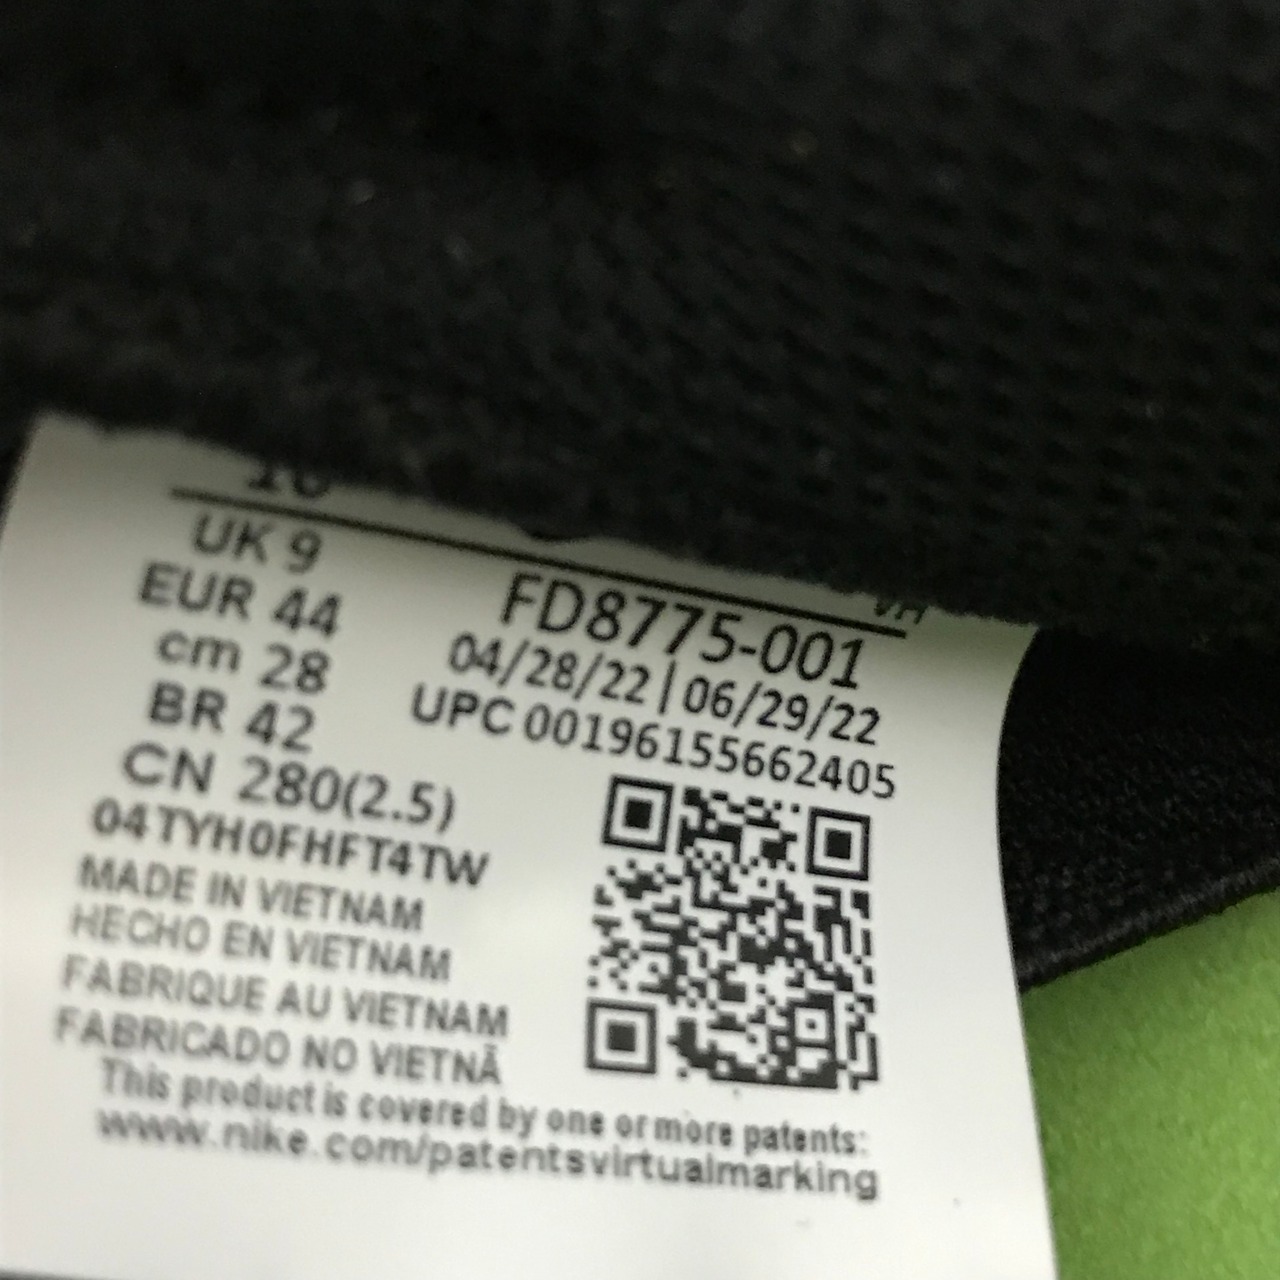 10
VH
UK 9
EUR 44
cm 28
BR 42
CN 280(2.5)
04TYH0FHFT4TW
MADE IN VIETNAM
HECHO EN VIETNAM
FABRIQUE AU VIETNAM
FABRICADO NO VIETNÃ
FD8775-001
04/28/22 | 06/29/22
UPC 00196155662405
This product is covered by one or more patents:
www.nike.com/patentsvirtualmarking